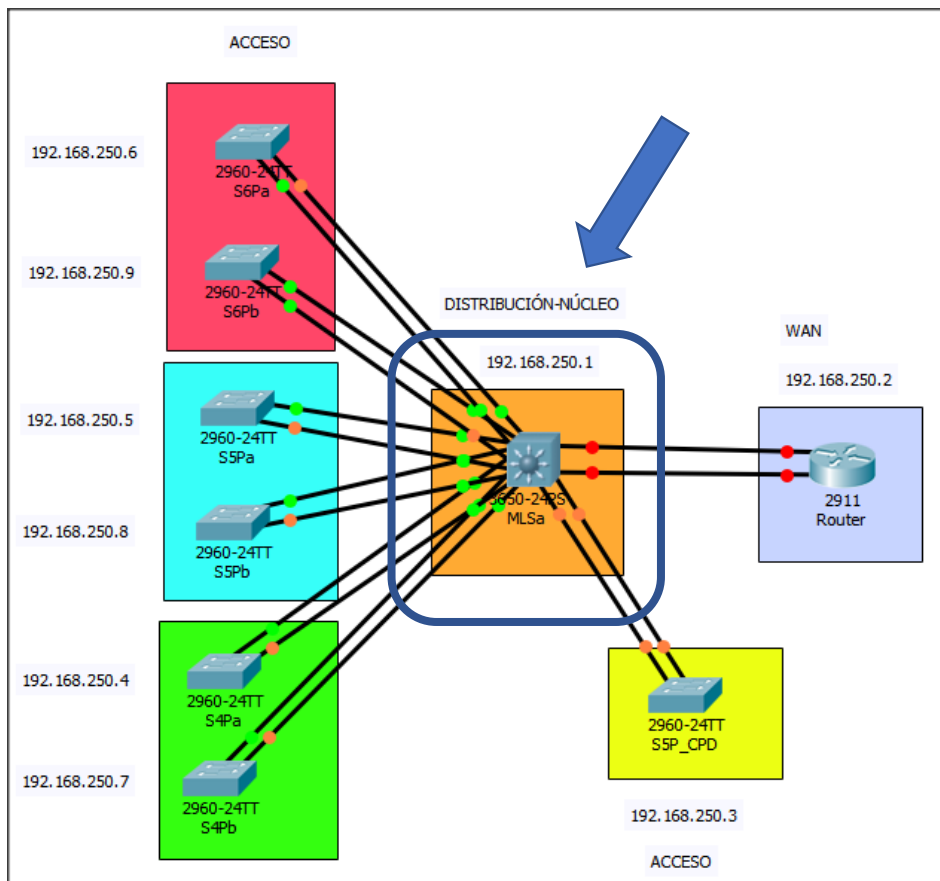 ACCESO
192.168.250.6
2960-24TT
S6Pa
192.168.250.9
2960-24TT
S6Pb
DISTRIBUCIÓN-NÚCLEO
192.168.250.1
WAN
192.168.250.2
192.168.250.5
2960-24TT
S5Pa
3650-24PS
MLSa
2911
Router
192.168.250.8
2960-24TT
S5Pb
192.168.250.4
2960-24TT
S4Pa
2960-24TT
S5P_CPD
192.168.250.7
2960-24TT
S4Pb
192.168.250.3
ACCESO